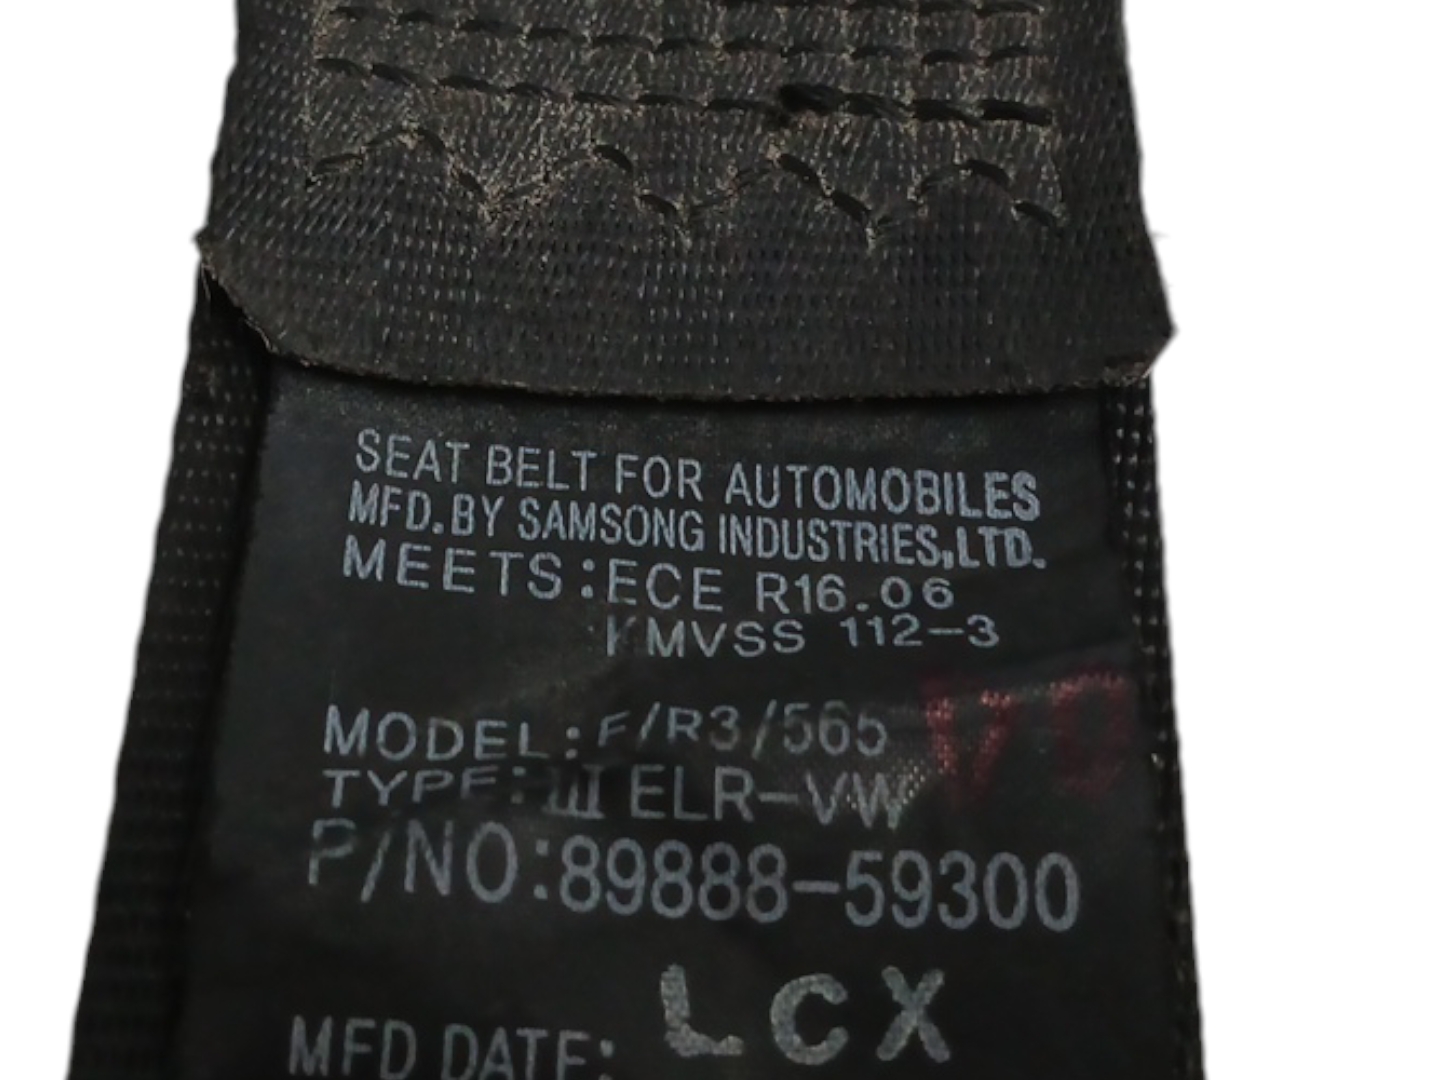 SEAT BELT FOR AUTOMOBILES
MFD.BY SAMSONG INDUSTRIES,LTD.
MEETS:ECE R16.06
KMVSS 112-3
MODEL:F/R3/565
TYPE:III ELR-VW
P/NO:89888-59300
LCX
MFD DATE: